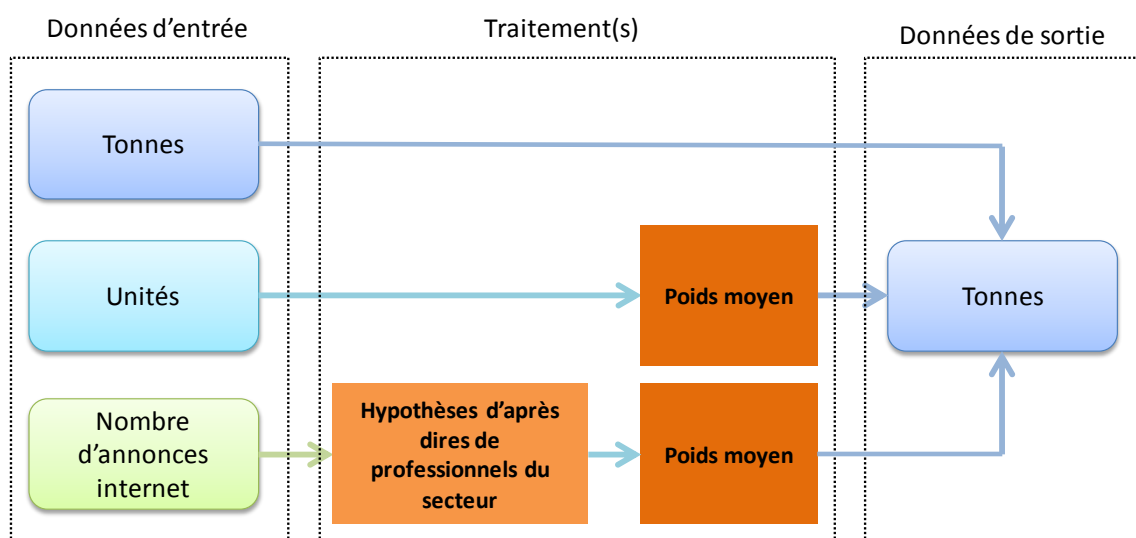 Données d'entrée
Traitement(s)
Données de sortie
Tonnes
Unités
Poids moyen
Tonnes
Nombre
d'annonces
internet
Hypothèses d'après
dires de
professionnels du
secteur
Poids moyen